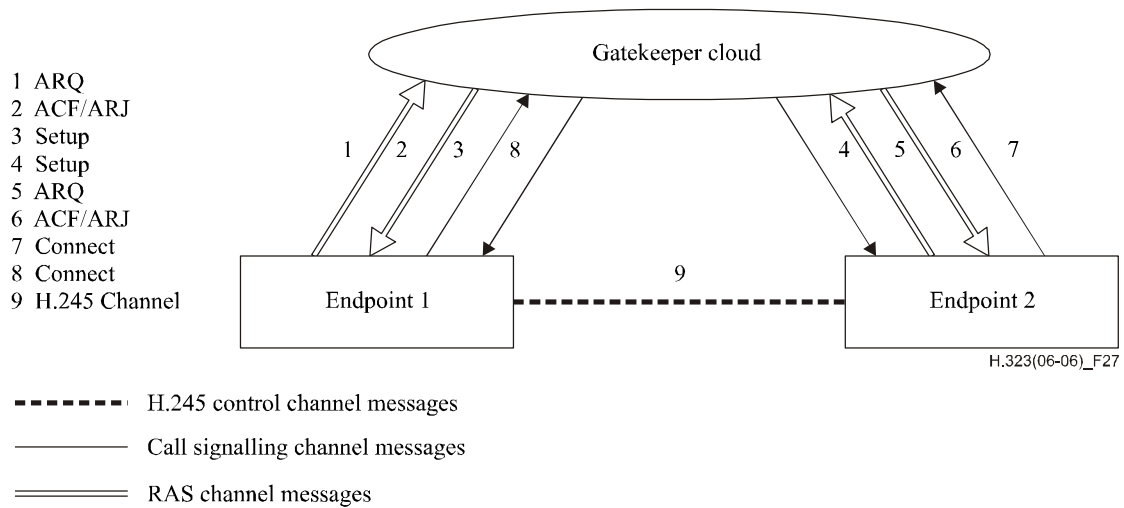 Gatekeeper cloud
1 ARQ
2 ACF/ARJ
3 Setup
4 Setup
5 ARQ
6 ACF/ARJ
7 Connect
8 Connect
9 H.245 Channel
1 2 3 8 4 5 6 7
9
Endpoint 1
Endpoint 2
H.323(06-06)_F27
H.245 control channel messages
Call signalling channel messages
RAS channel messages